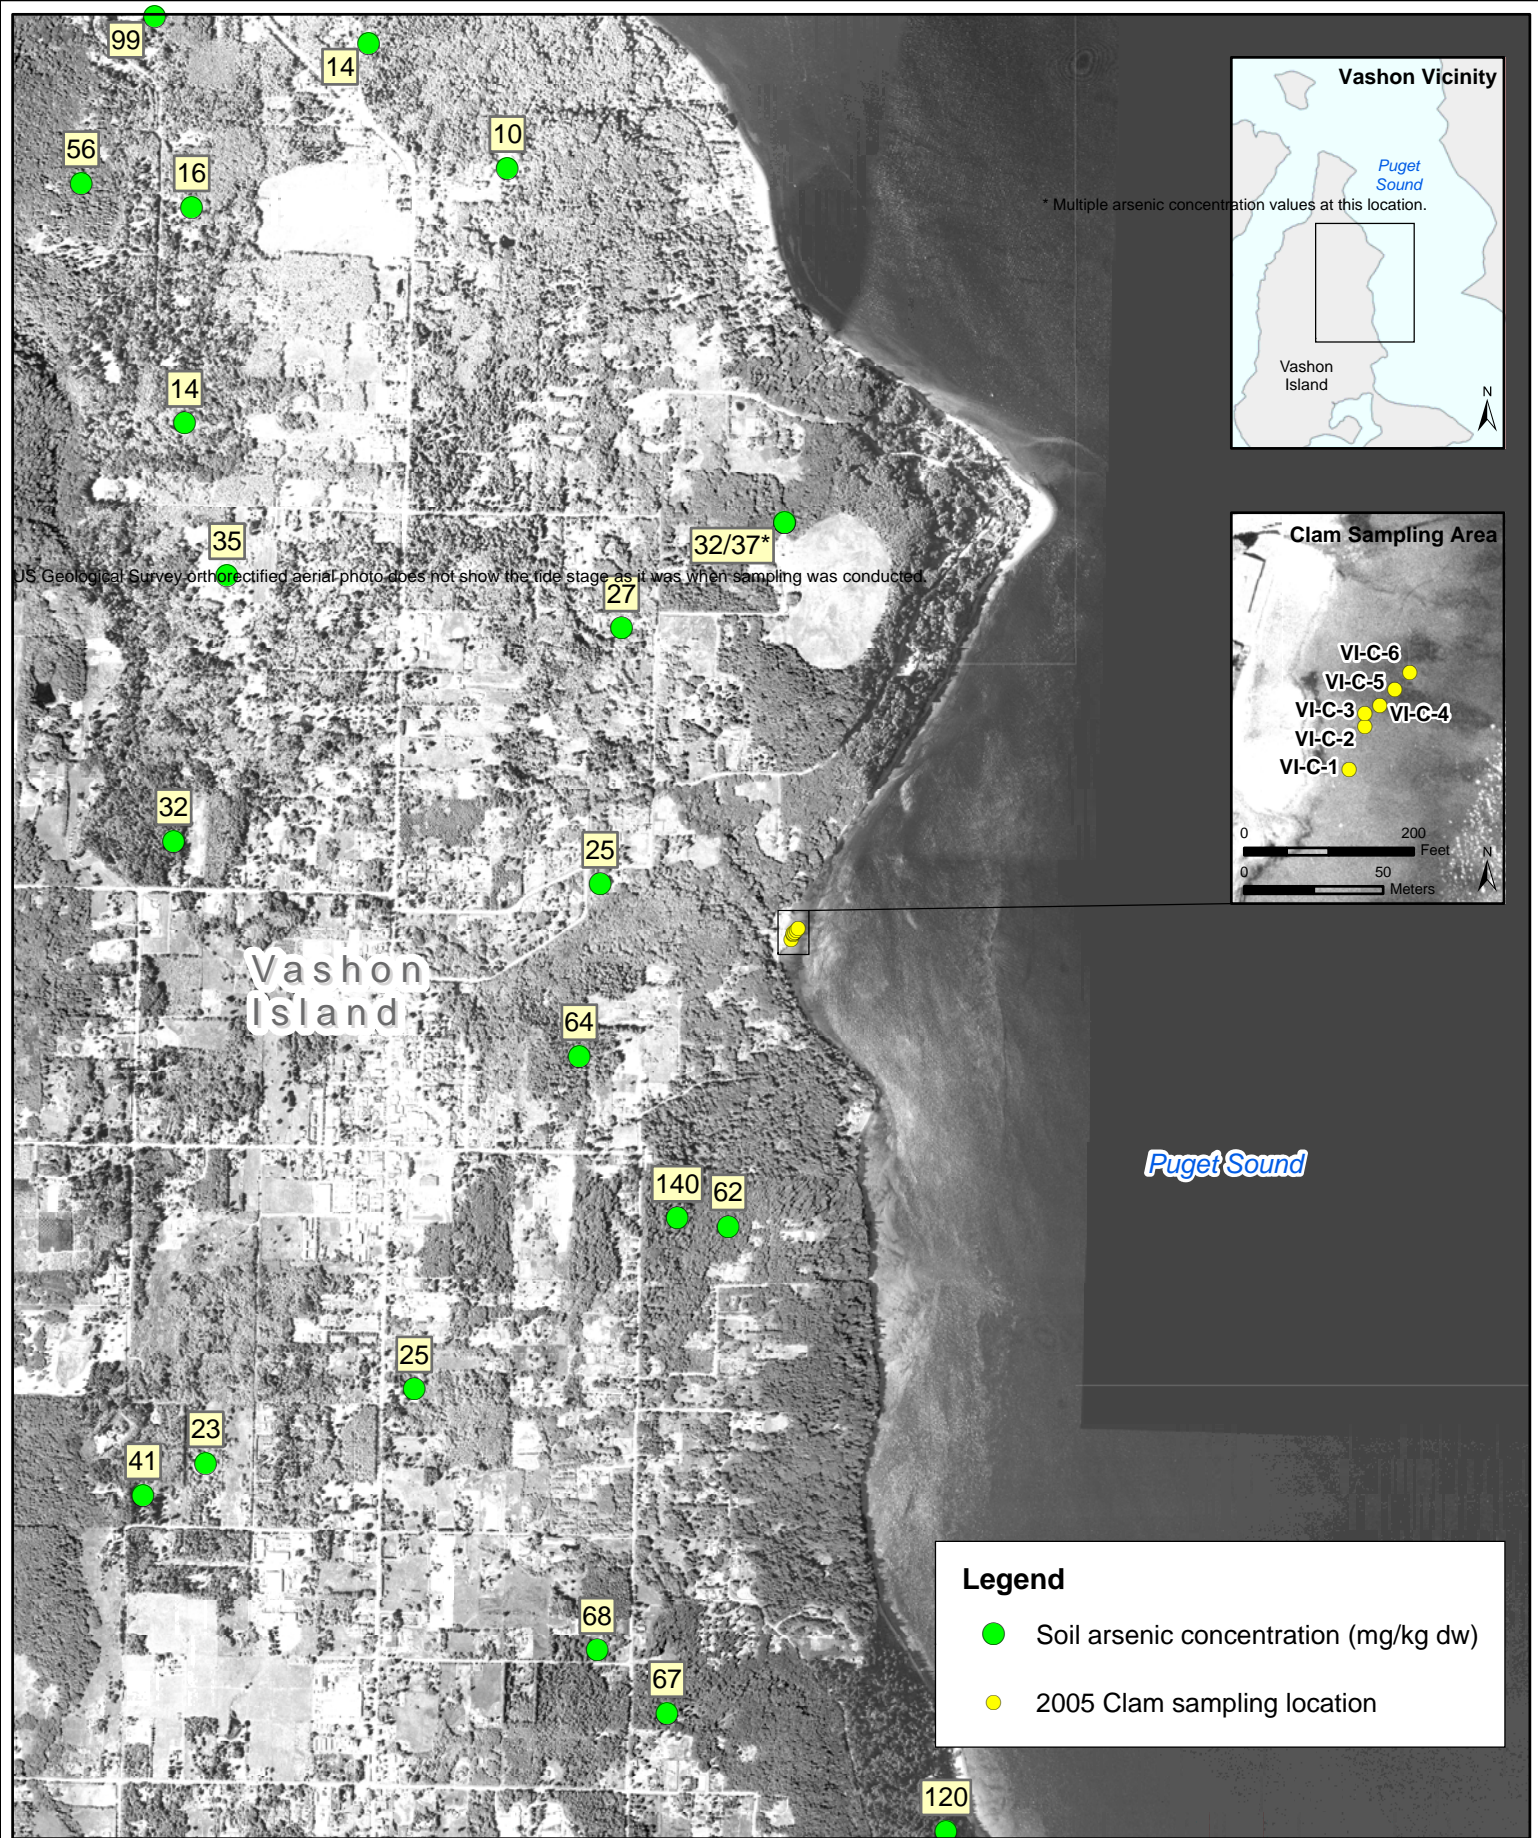 99
14
10
56
16
Vashon Vicinity
Puget
Sound
* Multiple arsenic concentration values at this location.
Vashon
Island
N
14
32/37*
35
US Geological Survey orthorectified aerial photo does not show the tide stage as it was when sampling was conducted.
27
Clam Sampling Area
VI-C-6
VI-C-5
VI-C-3
VI-C-4
VI-C-2
VI-C-1
0 200
Feet
0 50
Meters
N
32
25
Vashon
Island
64
Puget Sound
140
62
25
23
41
68
67
120
Legend
Soil arsenic concentration (mg/kg dw)
2005 Clam sampling location